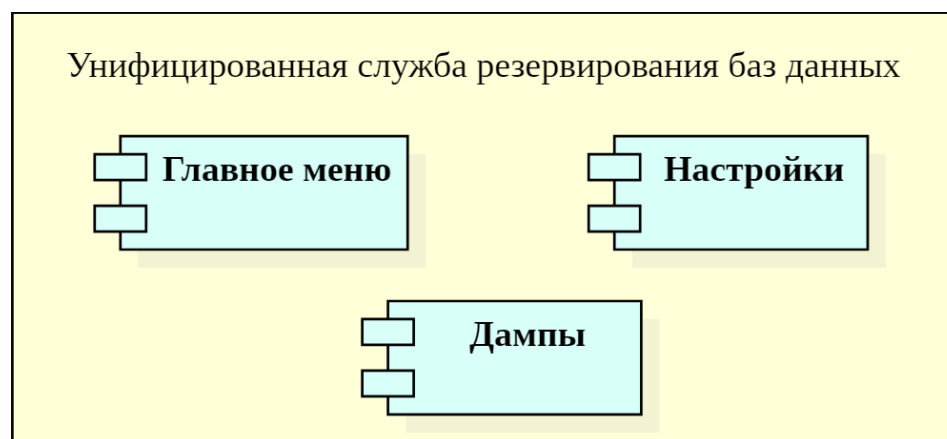 Унифицированная служба резервирования баз данных
Главное меню
Настройки
Дампы